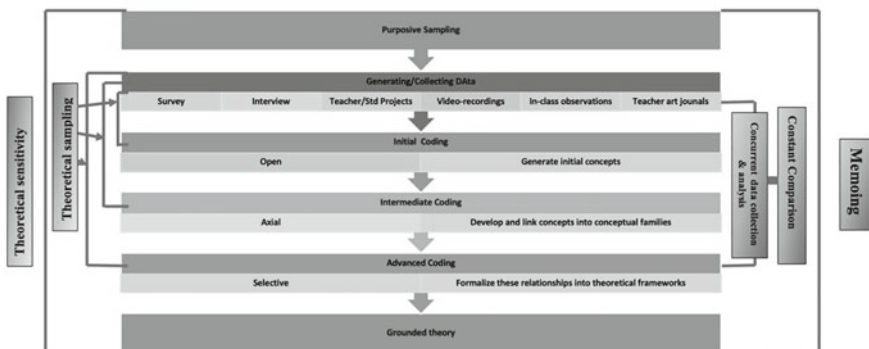 Purposive Sampling
Generating/Collecting DAta
Survey Interview Teacher/Std Projects Video-recordings In-class observations Teacher art jounals
Initial Coding
Open Generate initial concepts
Intermediate Coding
Axial Develop and link concepts into conceptual families
Advanced Coding
Selective Formalize these relationships into theoretical frameworks
Grounded theory
Theoretical sensitivity
Theoretical sampling
Concurrent data collection
& analysis
Constant Comparison
Memoing